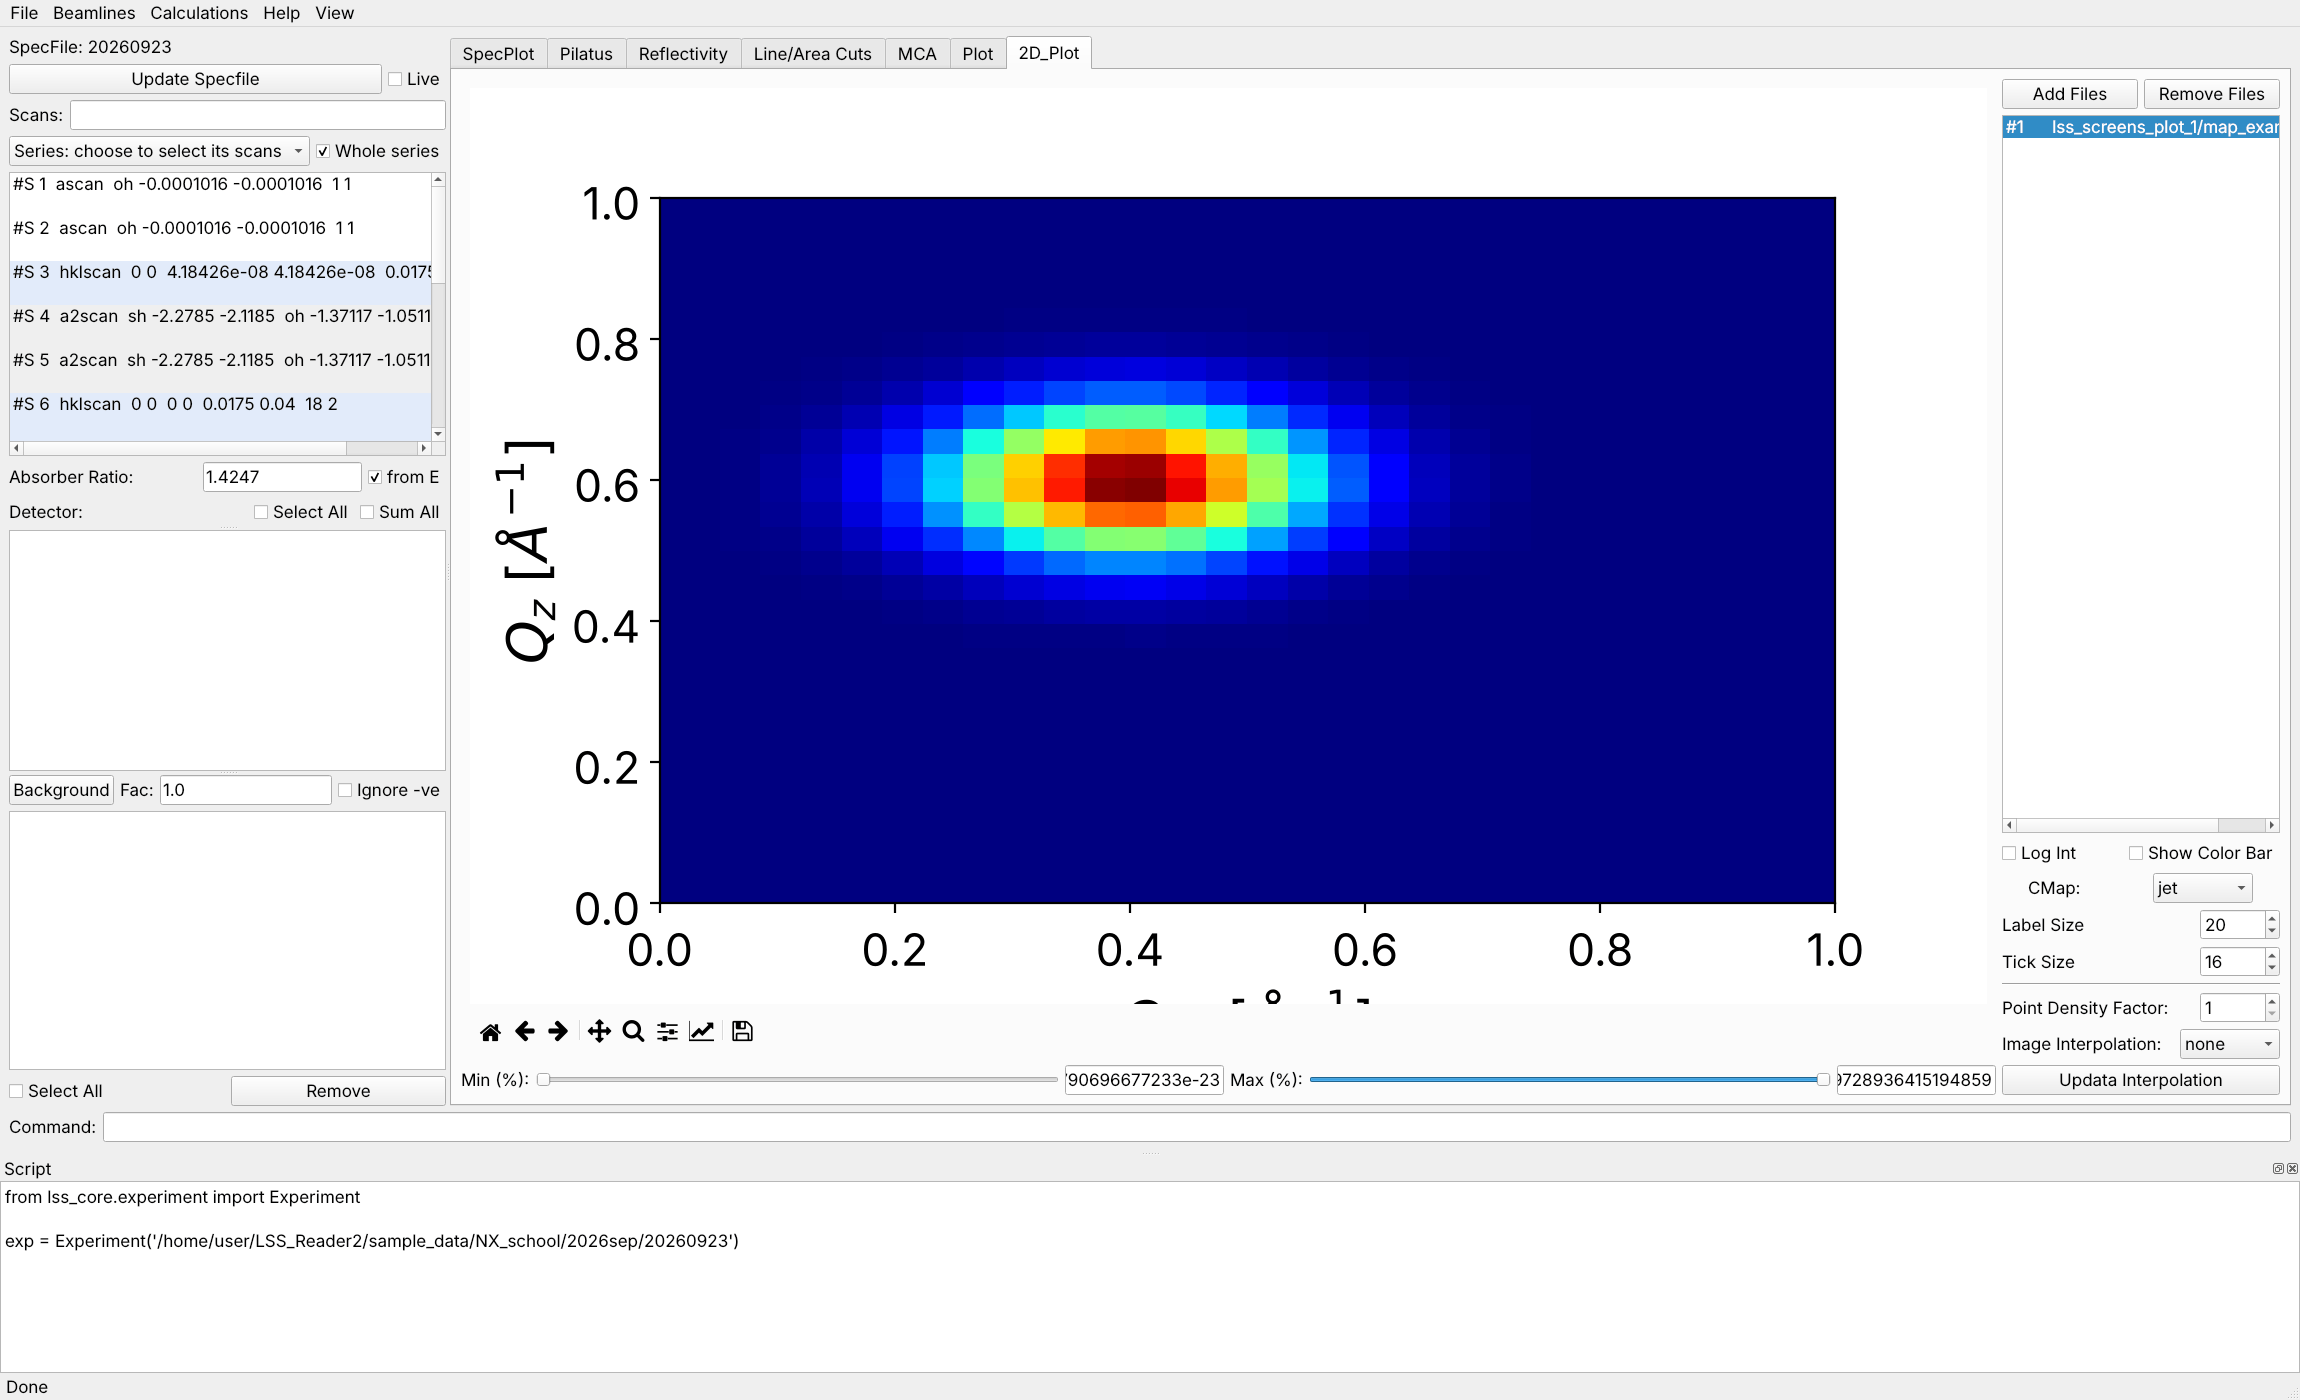 File Beamlines Calculations Help View
SpecFile: 20260923
Update Specfile Live
Scans:
Series: choose to select its scans Whole series
#S 1 ascan oh -0.0001016 -0.0001016 1 1
#S 2 ascan oh -0.0001016 -0.0001016 1 1
#S 3 hklscan 0 0 4.18426e-08 4.18426e-08 0.0175
#S 4 a2scan sh -2.2785 -2.1185 oh -1.37117 -1.0511
#S 5 a2scan sh -2.2785 -2.1185 oh -1.37117 -1.0511
#S 6 hklscan 0 0 0 0 0.0175 0.04 18 2
Absorber Ratio: 1.4247 from E
Detector: Select All Sum All
Background Fac: 1.0 Ignore -ve
Select All Remove
SpecPlot Pilatus Reflectivity Line/Area Cuts MCA Plot 2D_Plot
1.0
0.8
0.6
0.4
0.2
0.0
Qz [Å−1]
0.0 0.2 0.4 0.6 0.8 1.0
Min (%): 90696677233e-23 Max (%): 9728936415194859
Add Files Remove Files
#1 lss_screens_plot_1/map_exam
Log Int Show Color Bar
CMap: jet
Label Size 20
Tick Size 16
Point Density Factor: 1
Image Interpolation: none
Updata Interpolation
Command:
Script
from lss_core.experiment import Experiment
exp = Experiment('/home/user/LSS_Reader2/sample_data/NX_school/2026sep/20260923')
Done